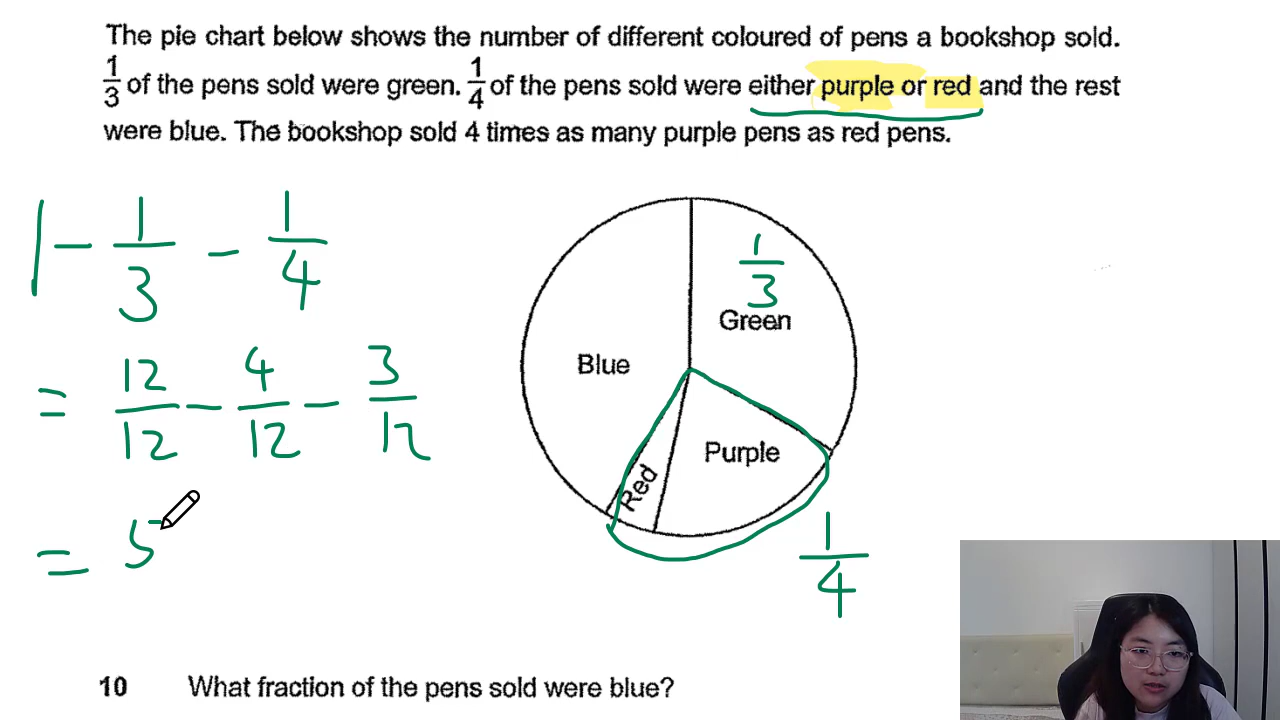 The pie chart below shows the number of different coloured of pens a bookshop sold.
1/3 of the pens sold were green. 1/4 of the pens sold were either purple or red and the rest
were blue. The bookshop sold 4 times as many purple pens as red pens.
1 - 1/3 - 1/4
= 12/12 - 4/12 - 3/12
= 5
1/3
Green
Blue
Purple
Red
1/4
10 What fraction of the pens sold were blue?